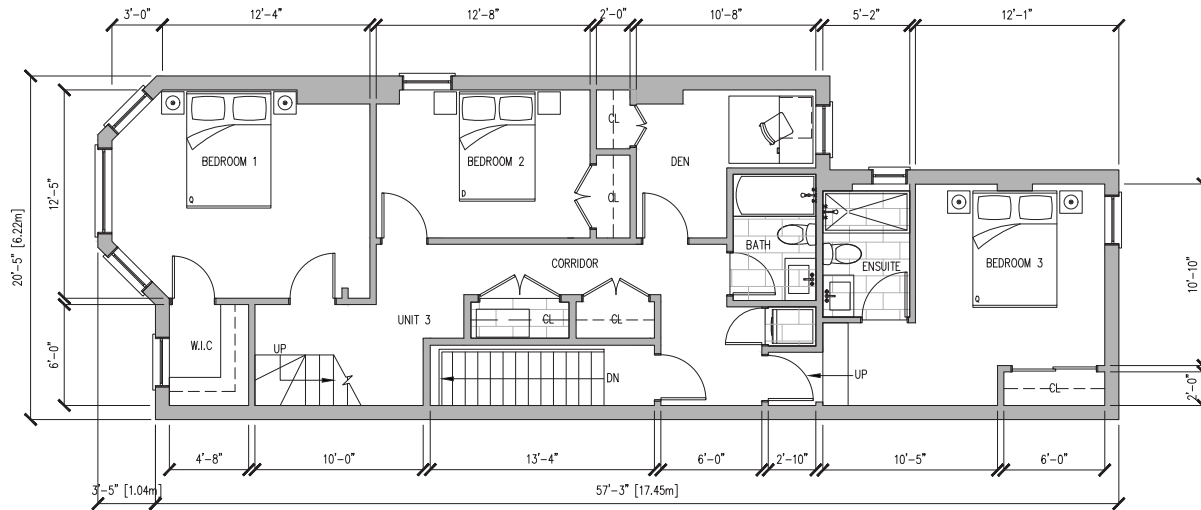 3'-0"
12'-4"
12'-8"
2'-0"
10'-8"
5'-2"
12'-1"
20'-5" [6.22m]
12'-5"
6'-0"
BEDROOM 1
Q
BEDROOM 2
D
CL
CL
DEN
BATH
ENSUITE
BEDROOM 3
Q
10'-10"
2'-0"
CORRIDOR
UNIT 3
CL
CL
W.I.C
UP
DN
UP
CL
4'-8"
10'-0"
13'-4"
6'-0"
2'-10"
10'-5"
6'-0"
3'-5" [1.04m]
57'-3" [17.45m]